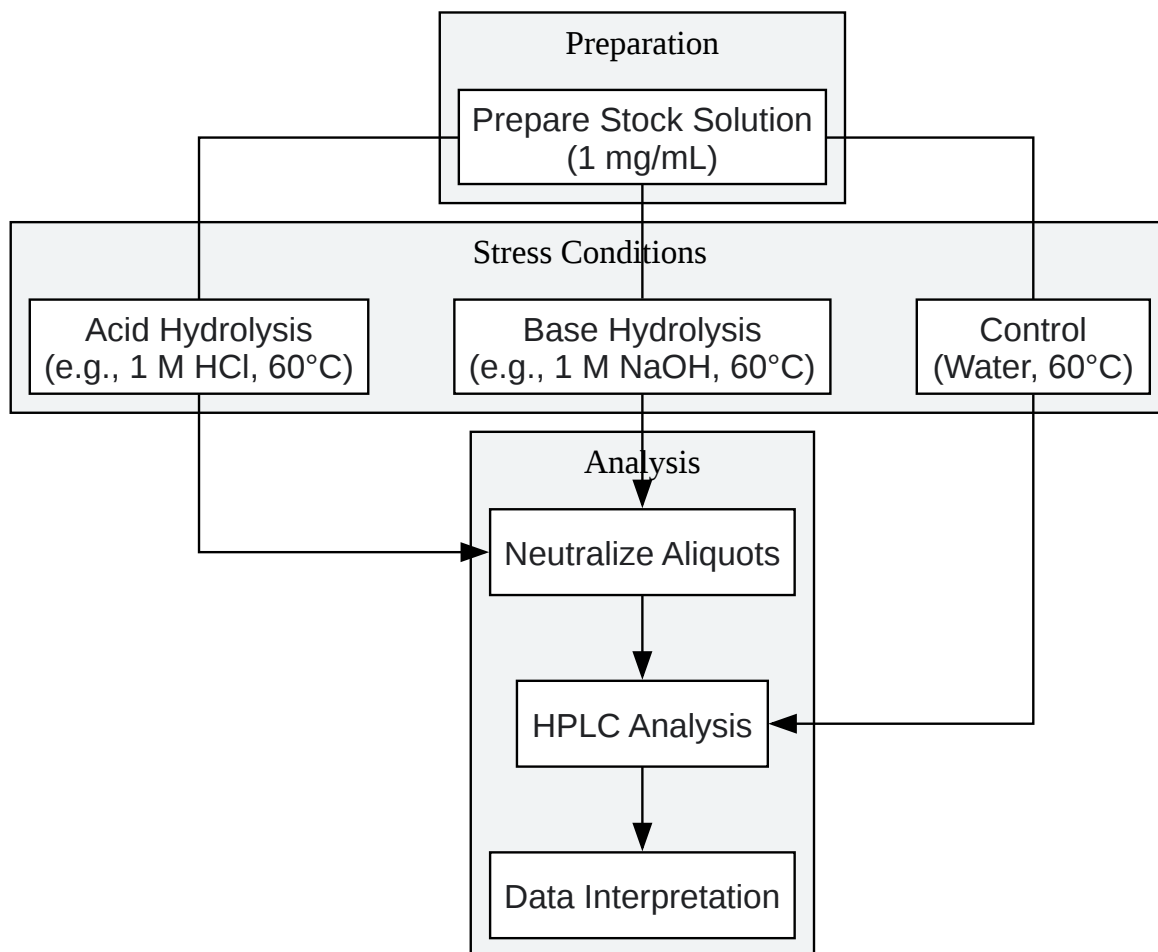 Preparation
Prepare Stock Solution
(1 mg/mL)
Stress Conditions
Acid Hydrolysis
(e.g., 1 M HCl, 60°C)
Base Hydrolysis
(e.g., 1 M NaOH, 60°C)
Control
(Water, 60°C)
Analysis
Neutralize Aliquots
HPLC Analysis
Data Interpretation